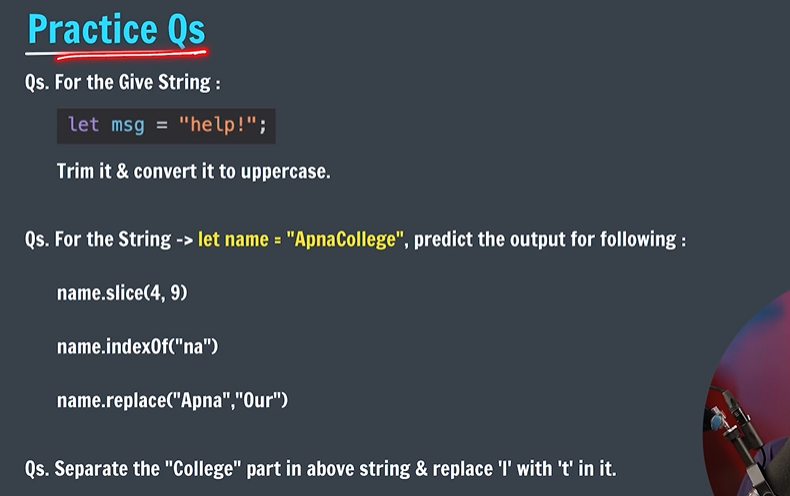 Practice Qs
Qs. For the Give String :
let msg = "help!";
Trim it & convert it to uppercase.
Qs. For the String -> let name = "ApnaCollege", predict the output for following :
name.slice(4, 9)
name.indexOf("na")
name.replace("Apna","Our")
Qs. Separate the "College" part in above string & replace 'l' with 't' in it.